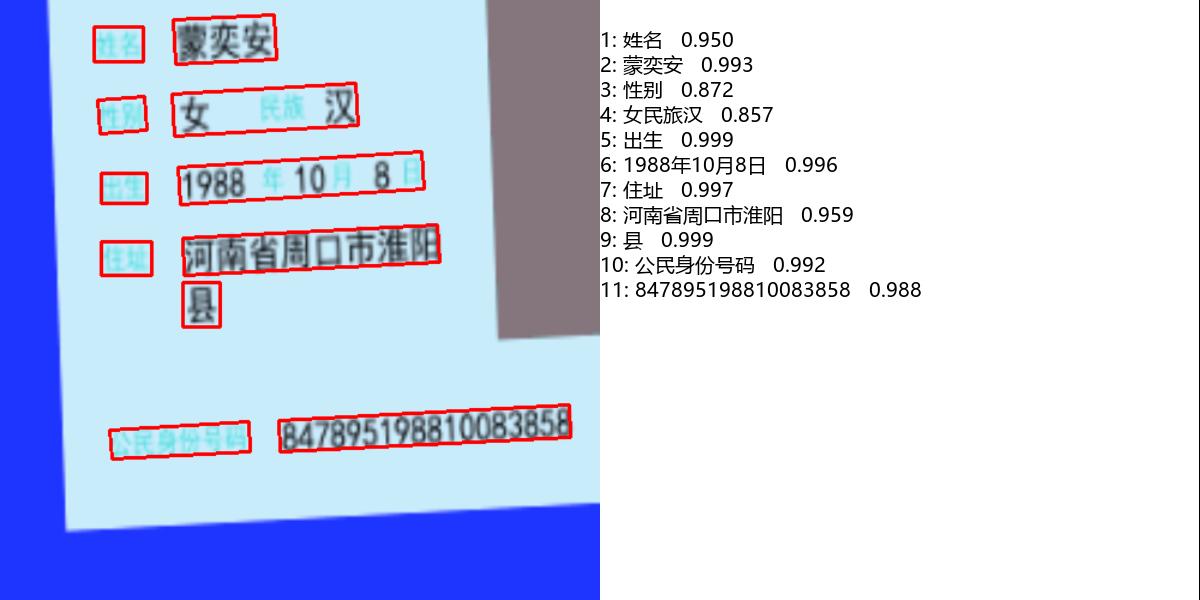 姓名 蒙奕安
性别 女 民族 汉
出生 1988 年 10 月 8 日
住址 河南省周口市淮阳
县
公民身份号码 847895198810083858
1: 姓名 0.950
2: 蒙奕安 0.993
3: 性别 0.872
4: 女民旅汉 0.857
5: 出生 0.999
6: 1988年10月8日 0.996
7: 住址 0.997
8: 河南省周口市淮阳 0.959
9: 县 0.999
10: 公民身份号码 0.992
11: 847895198810083858 0.988